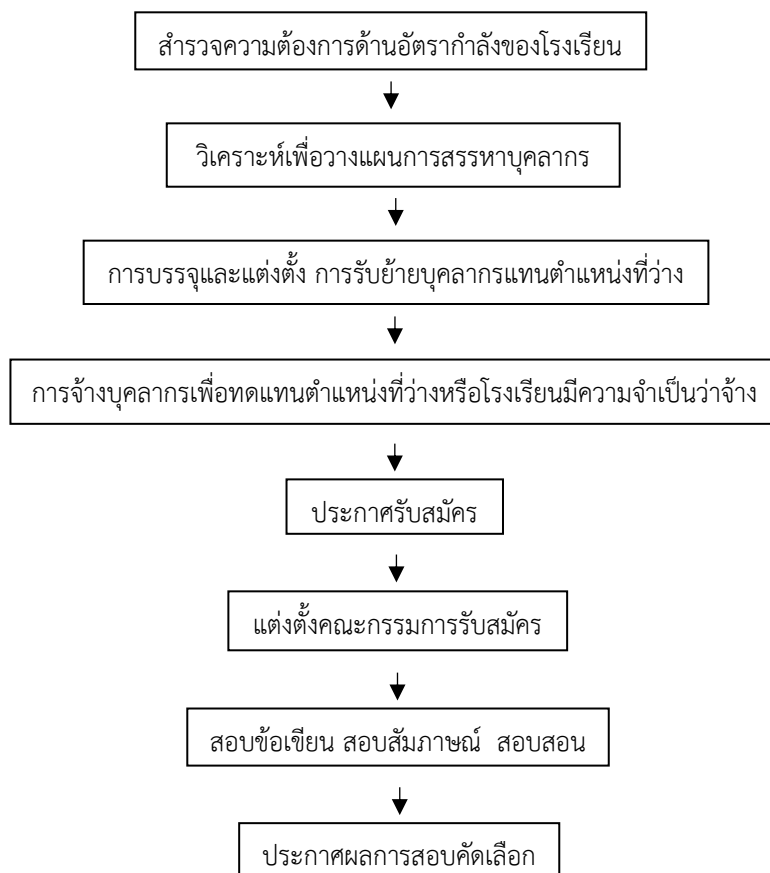 สำรวจความต้องการด้านอัตรากำลังของโรงเรียน
วิเคราะห์เพื่อวางแผนการสรรหาบุคลากร
การบรรจุและแต่งตั้ง การรับย้ายบุคลากรแทนตำแหน่งที่ว่าง
การจ้างบุคลากรเพื่อทดแทนตำแหน่งที่ว่างหรือโรงเรียนมีความจำเป็นว่าจ้าง
ประกาศรับสมัคร
แต่งตั้งคณะกรรมการรับสมัคร
สอบข้อเขียน สอบสัมภาษณ์ สอบสอน
ประกาศผลการสอบคัดเลือก